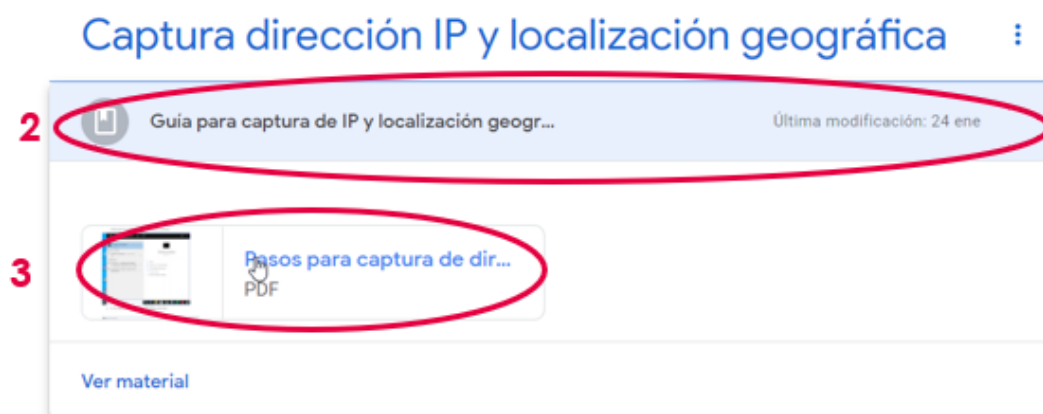 Captura dirección IP y localización geográfica
2
Guía para captura de IP y localización geogr...
Última modificación: 24 ene
3
Pasos para captura de dir...
PDF
Ver material